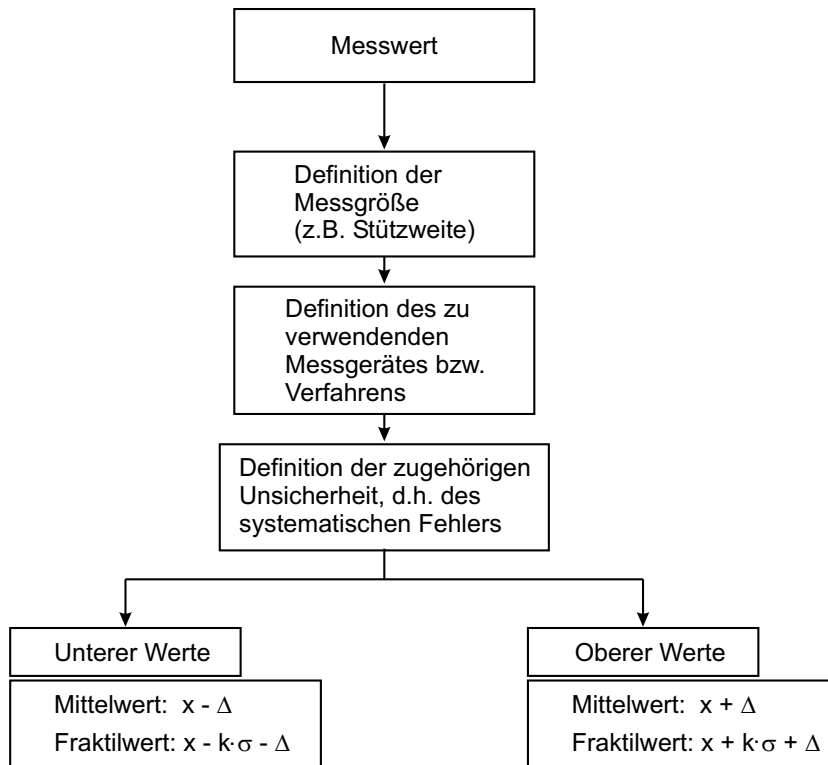 Messwert
Definition der
Messgröße
(z.B. Stützweite)
Definition des zu
verwendenden
Messgerätes bzw.
Verfahrens
Definition der zugehörigen
Unsicherheit, d.h. des
systematischen Fehlers
Unterer Werte
Mittelwert: x - Δ
Fraktilwert: x - k·σ - Δ
Oberer Werte
Mittelwert: x + Δ
Fraktilwert: x + k·σ + Δ